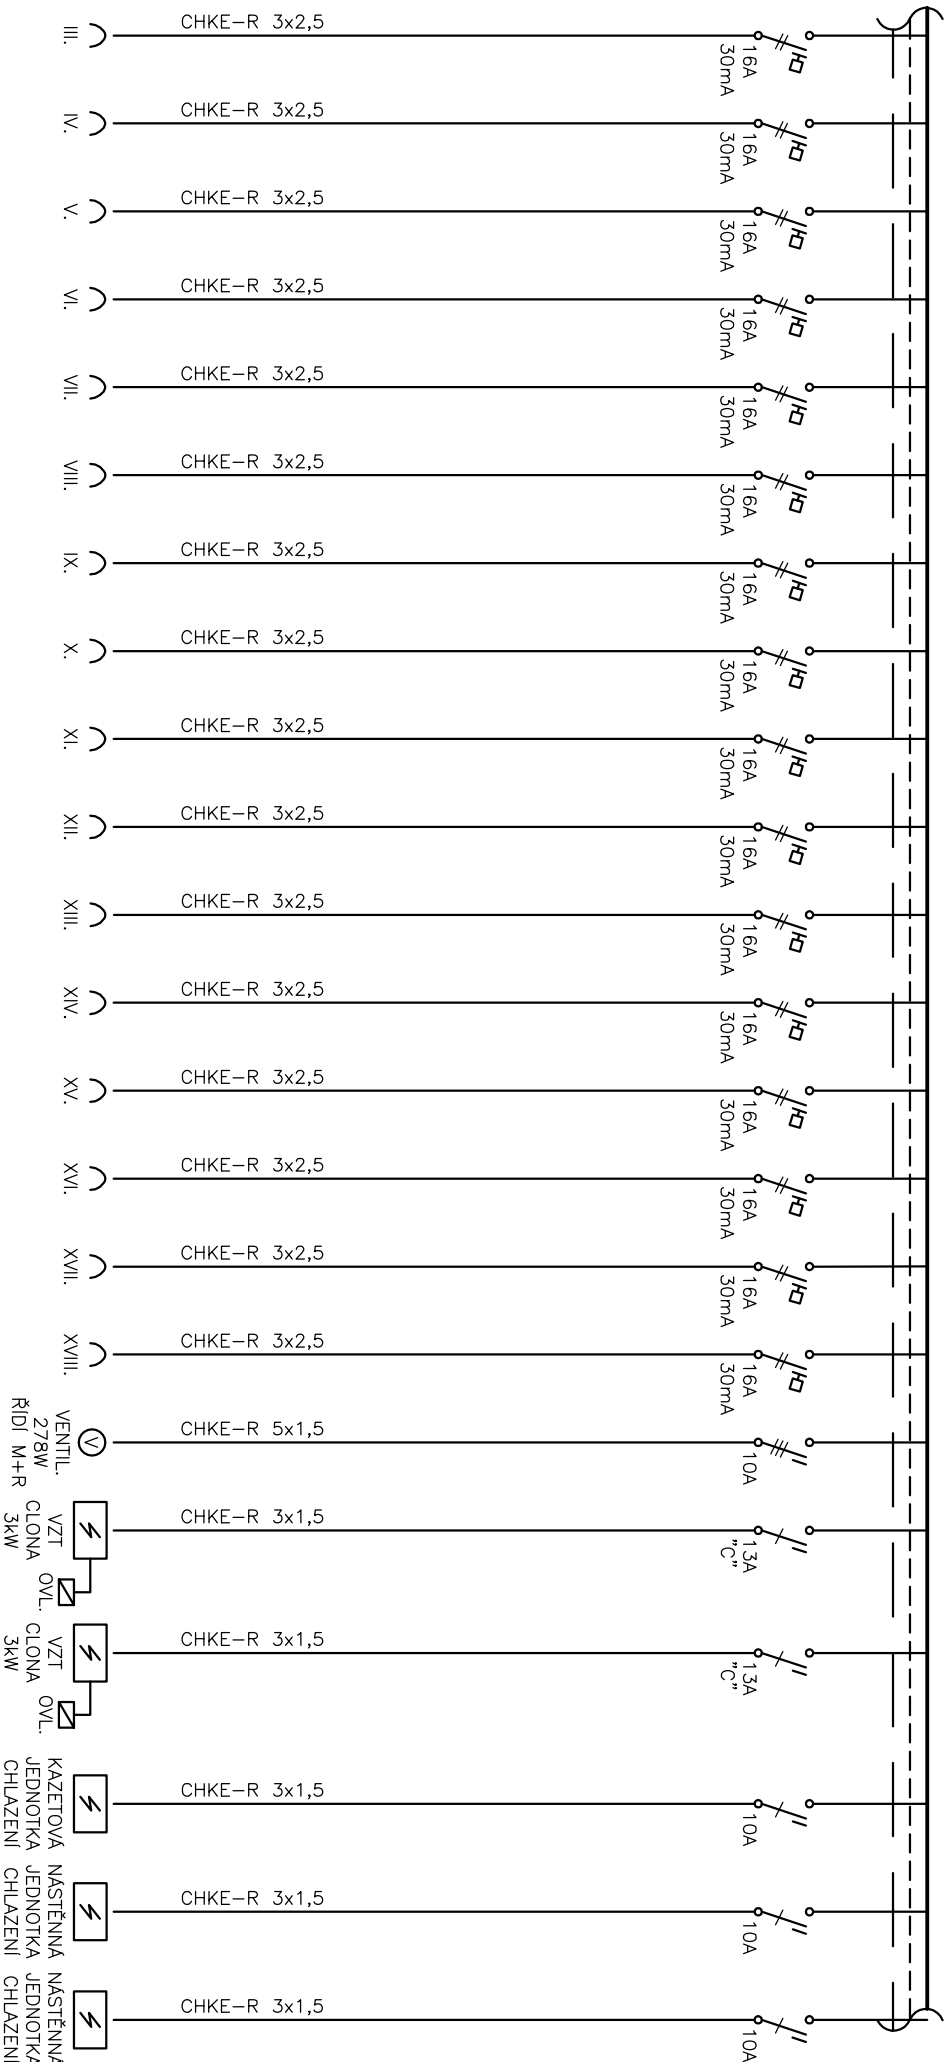 III.
CHKE-R 3x2,5
16A
30mA
IV.
CHKE-R 3x2,5
16A
30mA
V.
CHKE-R 3x2,5
16A
30mA
VI.
CHKE-R 3x2,5
16A
30mA
VII.
CHKE-R 3x2,5
16A
30mA
VIII.
CHKE-R 3x2,5
16A
30mA
IX.
CHKE-R 3x2,5
16A
30mA
X.
CHKE-R 3x2,5
16A
30mA
XI.
CHKE-R 3x2,5
16A
30mA
XII.
CHKE-R 3x2,5
16A
30mA
XIII.
CHKE-R 3x2,5
16A
30mA
XIV.
CHKE-R 3x2,5
16A
30mA
XV.
CHKE-R 3x2,5
16A
30mA
XVI.
CHKE-R 3x2,5
16A
30mA
XVII.
CHKE-R 3x2,5
16A
30mA
XVIII.
CHKE-R 3x2,5
16A
30mA
V
VENTIL.
278W
ŘÍDÍ M+R
CHKE-R 5x1,5
10A
VZT
CLONA
3kW
OVL.
CHKE-R 3x1,5
13A
"C"
VZT
CLONA
3kW
OVL.
CHKE-R 3x1,5
13A
"C"
KAZETOVÁ
JEDNOTKA
CHLAZENÍ
CHKE-R 3x1,5
10A
NÁSTĚNNÁ
JEDNOTKA
CHLAZENÍ
CHKE-R 3x1,5
10A
NÁSTĚNNÁ
JEDNOTKA
CHLAZENÍ
CHKE-R 3x1,5
10A